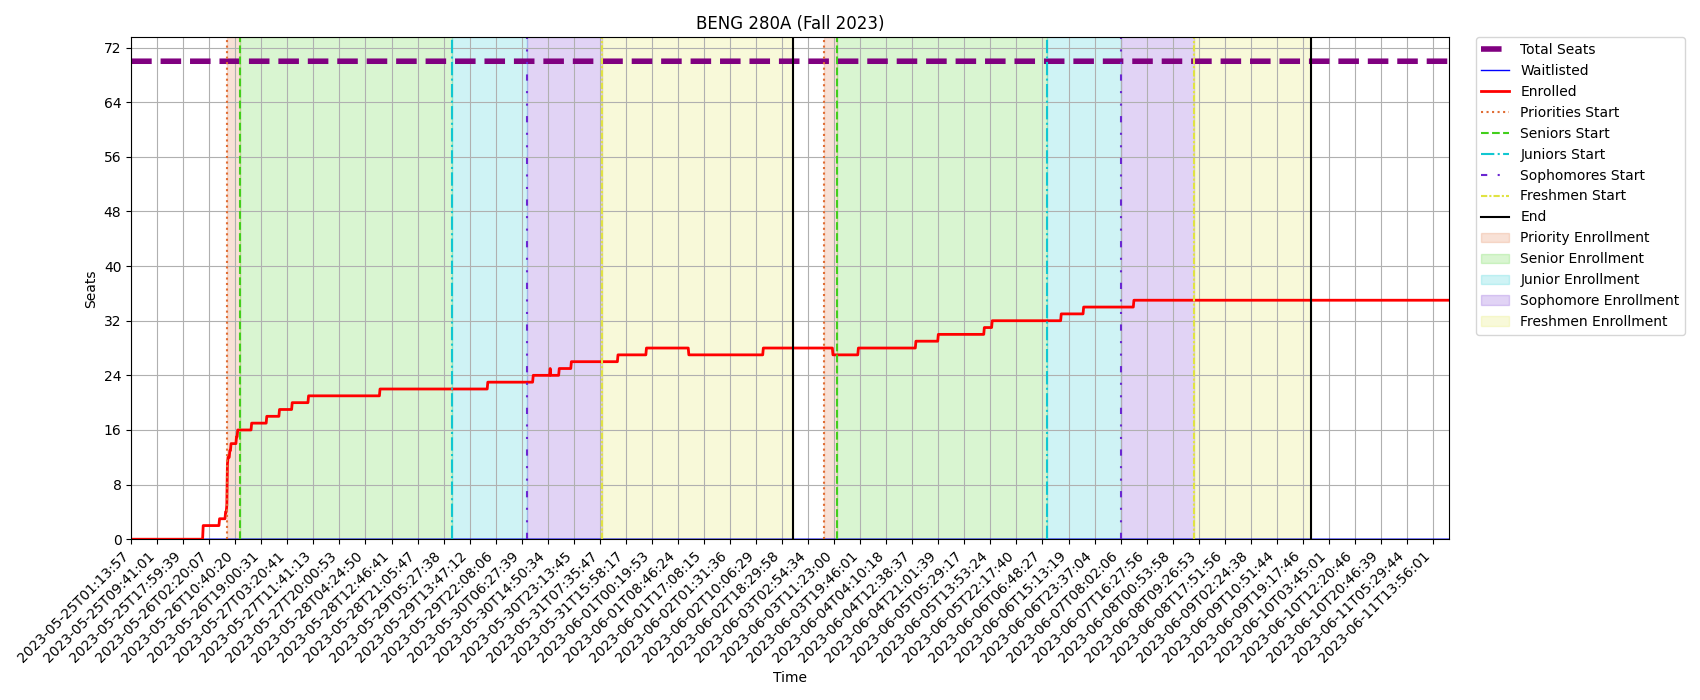 BENG 280A (Fall 2023)
72
64
56
48
40
32
24
16
8
0
Seats
2023-05-25T01:13:57
2023-05-25T09:41:01
2023-05-25T17:59:39
2023-05-26T02:20:07
2023-05-26T10:40:20
2023-05-26T19:00:31
2023-05-27T03:20:41
2023-05-27T11:41:13
2023-05-27T20:00:53
2023-05-28T04:24:50
2023-05-28T12:46:41
2023-05-28T21:05:47
2023-05-29T05:27:38
2023-05-29T13:47:12
2023-05-29T22:08:06
2023-05-30T06:27:39
2023-05-30T14:50:34
2023-05-30T23:13:45
2023-05-31T07:35:47
2023-05-31T15:58:17
2023-06-01T00:19:53
2023-06-01T08:46:24
2023-06-01T17:08:15
2023-06-02T01:31:36
2023-06-02T10:06:29
2023-06-02T18:29:58
2023-06-03T02:54:34
2023-06-03T11:23:00
2023-06-03T19:46:01
2023-06-04T04:10:18
2023-06-04T12:38:37
2023-06-04T21:01:39
2023-06-05T05:29:17
2023-06-05T13:53:24
2023-06-05T22:17:40
2023-06-06T06:48:27
2023-06-06T15:13:19
2023-06-06T23:37:04
2023-06-07T08:02:06
2023-06-07T16:27:56
2023-06-08T00:53:58
2023-06-08T09:26:53
2023-06-08T17:51:56
2023-06-09T02:24:38
2023-06-09T10:51:44
2023-06-09T19:17:46
2023-06-10T03:45:01
2023-06-10T12:20:46
2023-06-10T20:46:39
2023-06-11T05:29:44
2023-06-11T13:56:01
Time
Total Seats
Waitlisted
Enrolled
Priorities Start
Seniors Start
Juniors Start
Sophomores Start
Freshmen Start
End
Priority Enrollment
Senior Enrollment
Junior Enrollment
Sophomore Enrollment
Freshmen Enrollment